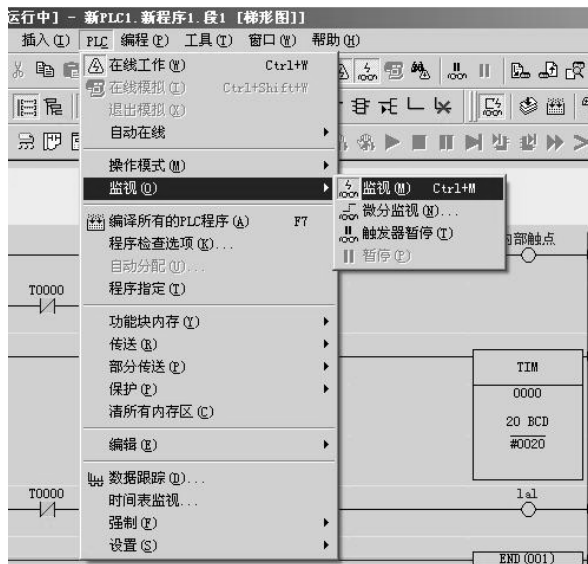 运行中] - 新PLC1.新程序1.段1 [梯形图]]
插入(I) PLC 编程(P) 工具(T) 窗口(W) 帮助(H)
在线工作(W) Ctrl+W
在线模拟(I) Ctrl+Shift+W
退出模拟(X)
自动在线
操作模式(M)
监视(O)
监视(M) Ctrl+M
微分监视(N)...
触发器暂停(T)
暂停(P)
编译所有的PLC程序(A) F7
程序检查选项(K)...
自动分配(U)...
程序指定(T)
功能块内存(Y)
传送(R)
部分传送(P)
保护(P)
清所有内存区(C)
编辑(E)
数据跟踪(D)...
时间表监视...
强制(F)
设置(S)
部触点
T0000
TIM
0000
20 BCD
#0020
T0000
lal
END(001)